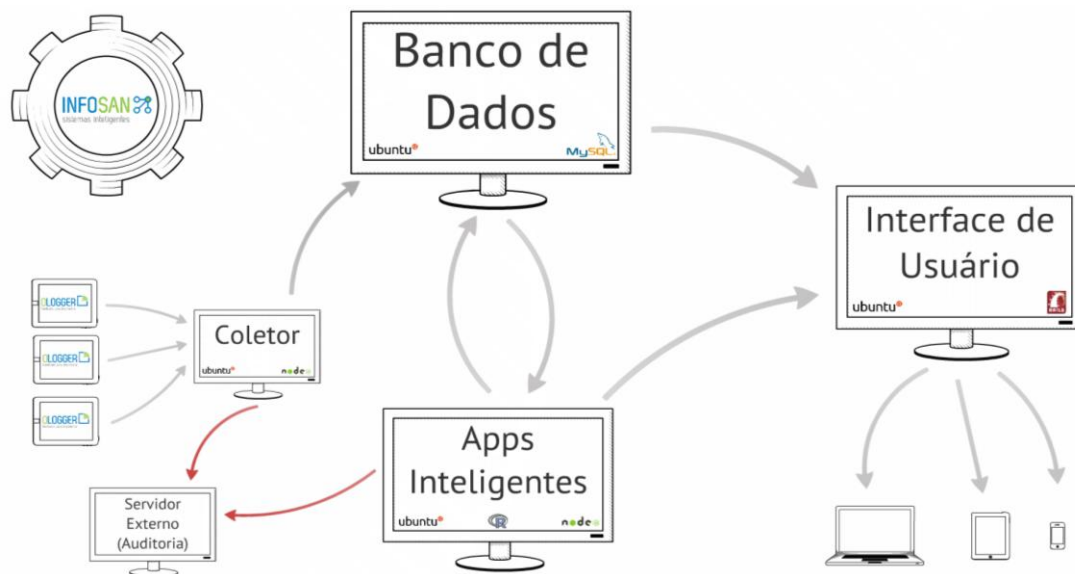 INFOSAN
sistemas inteligentes
Banco de
Dados
ubuntu
MySQL
Interface de
Usuário
ubuntu
LOGGER
LOGGER
LOGGER
Coletor
ubuntu
node
Apps
Inteligentes
ubuntu
R
node
Servidor
Externo
(Auditoria)